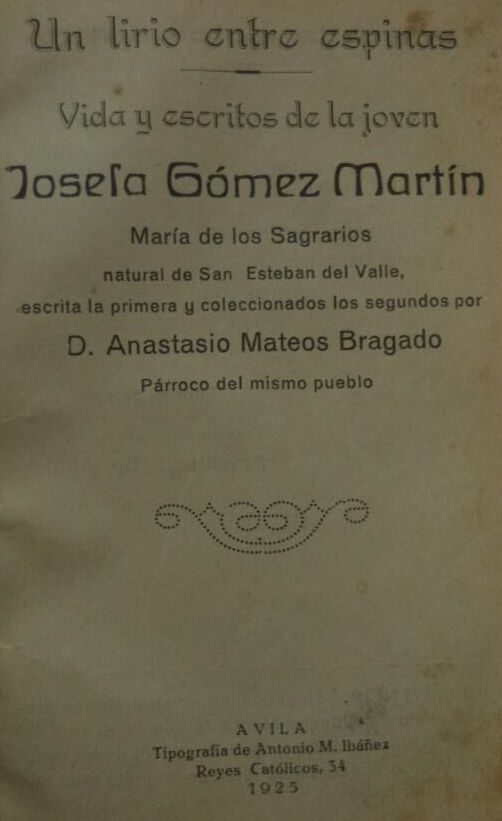 Un lirio entre espinas
Vida y escritos de la joven
Josefa Gómez Martín
María de los Sagrarios
natural de San Esteban del Valle,
escrita la primera y coleccionados los segundos por
D. Anastasio Mateos Bragado
Párroco del mismo pueblo
AVILA
Tipografía de Antonio M. Ibáñez
Reyes Católicos, 34
1925